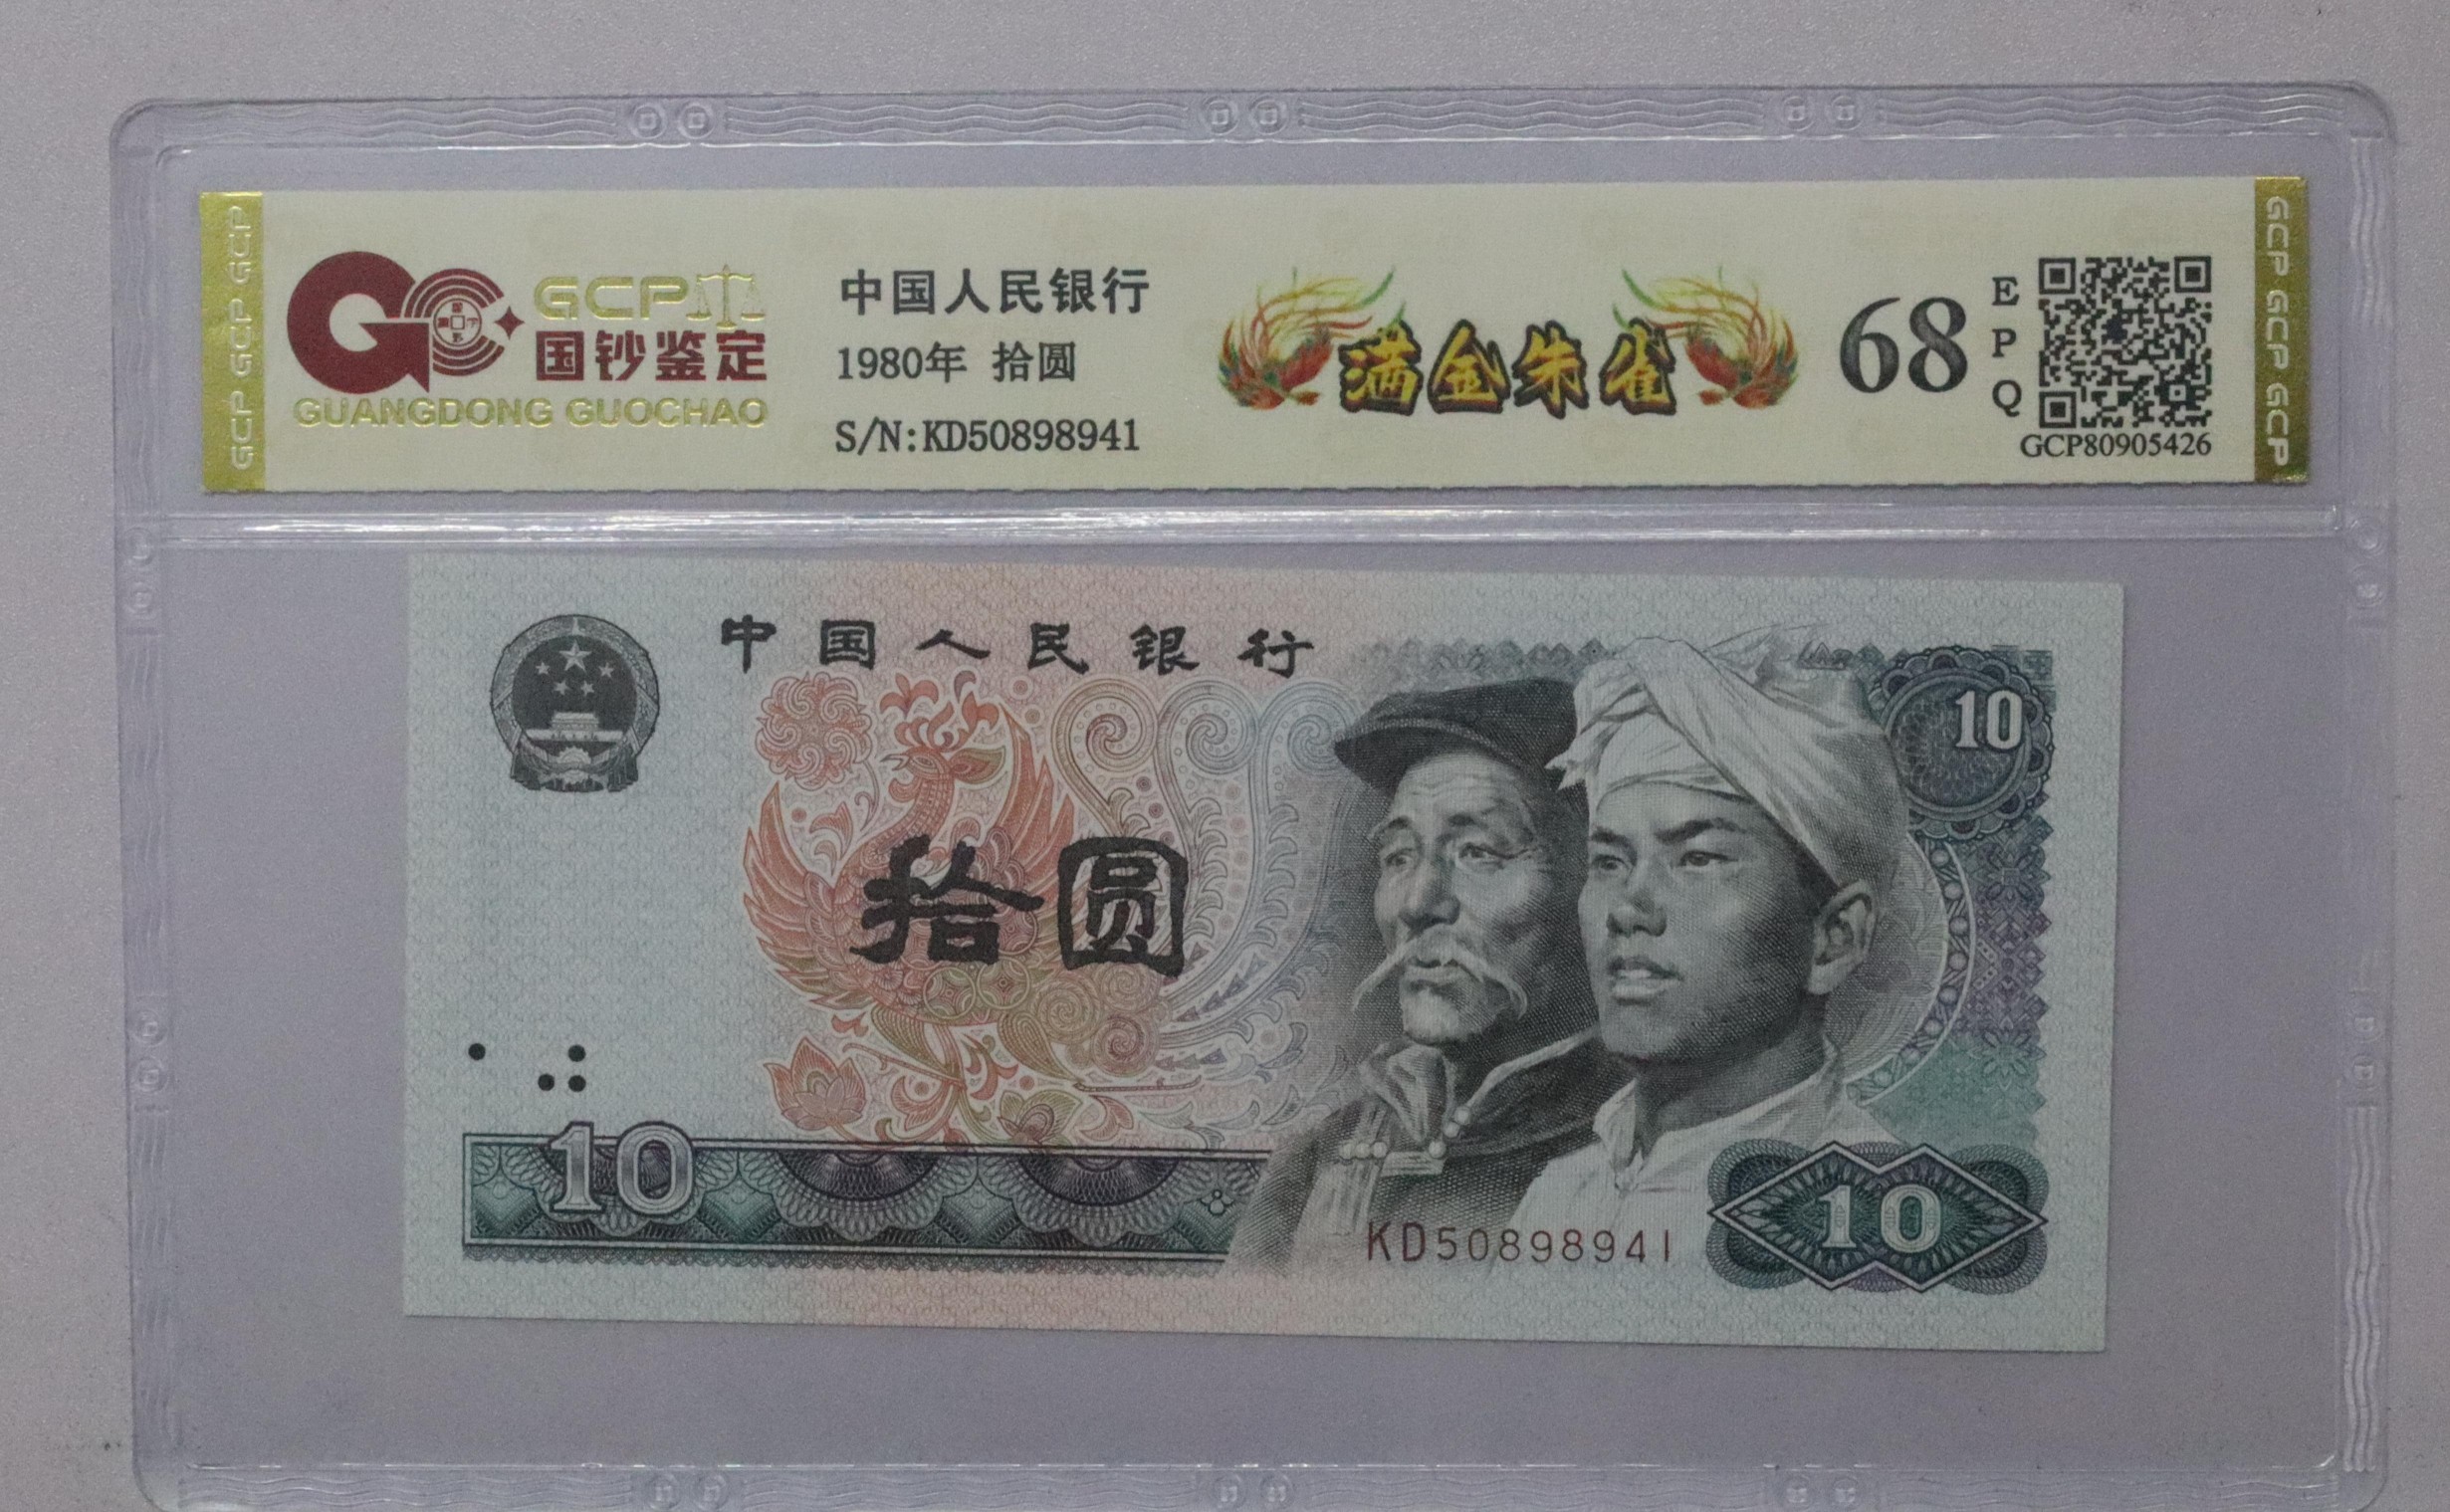 GCP GCP GCP
GCP
国钞鉴定
GUANGDONG GUOCHAO
中国人民银行
1980年 拾圆
S/N:KD50898941
满金朱雀
68
E
P
Q
GCP80905426
GCP GCP GCP
中国人民银行
10
拾圆
10
KD50898941
10